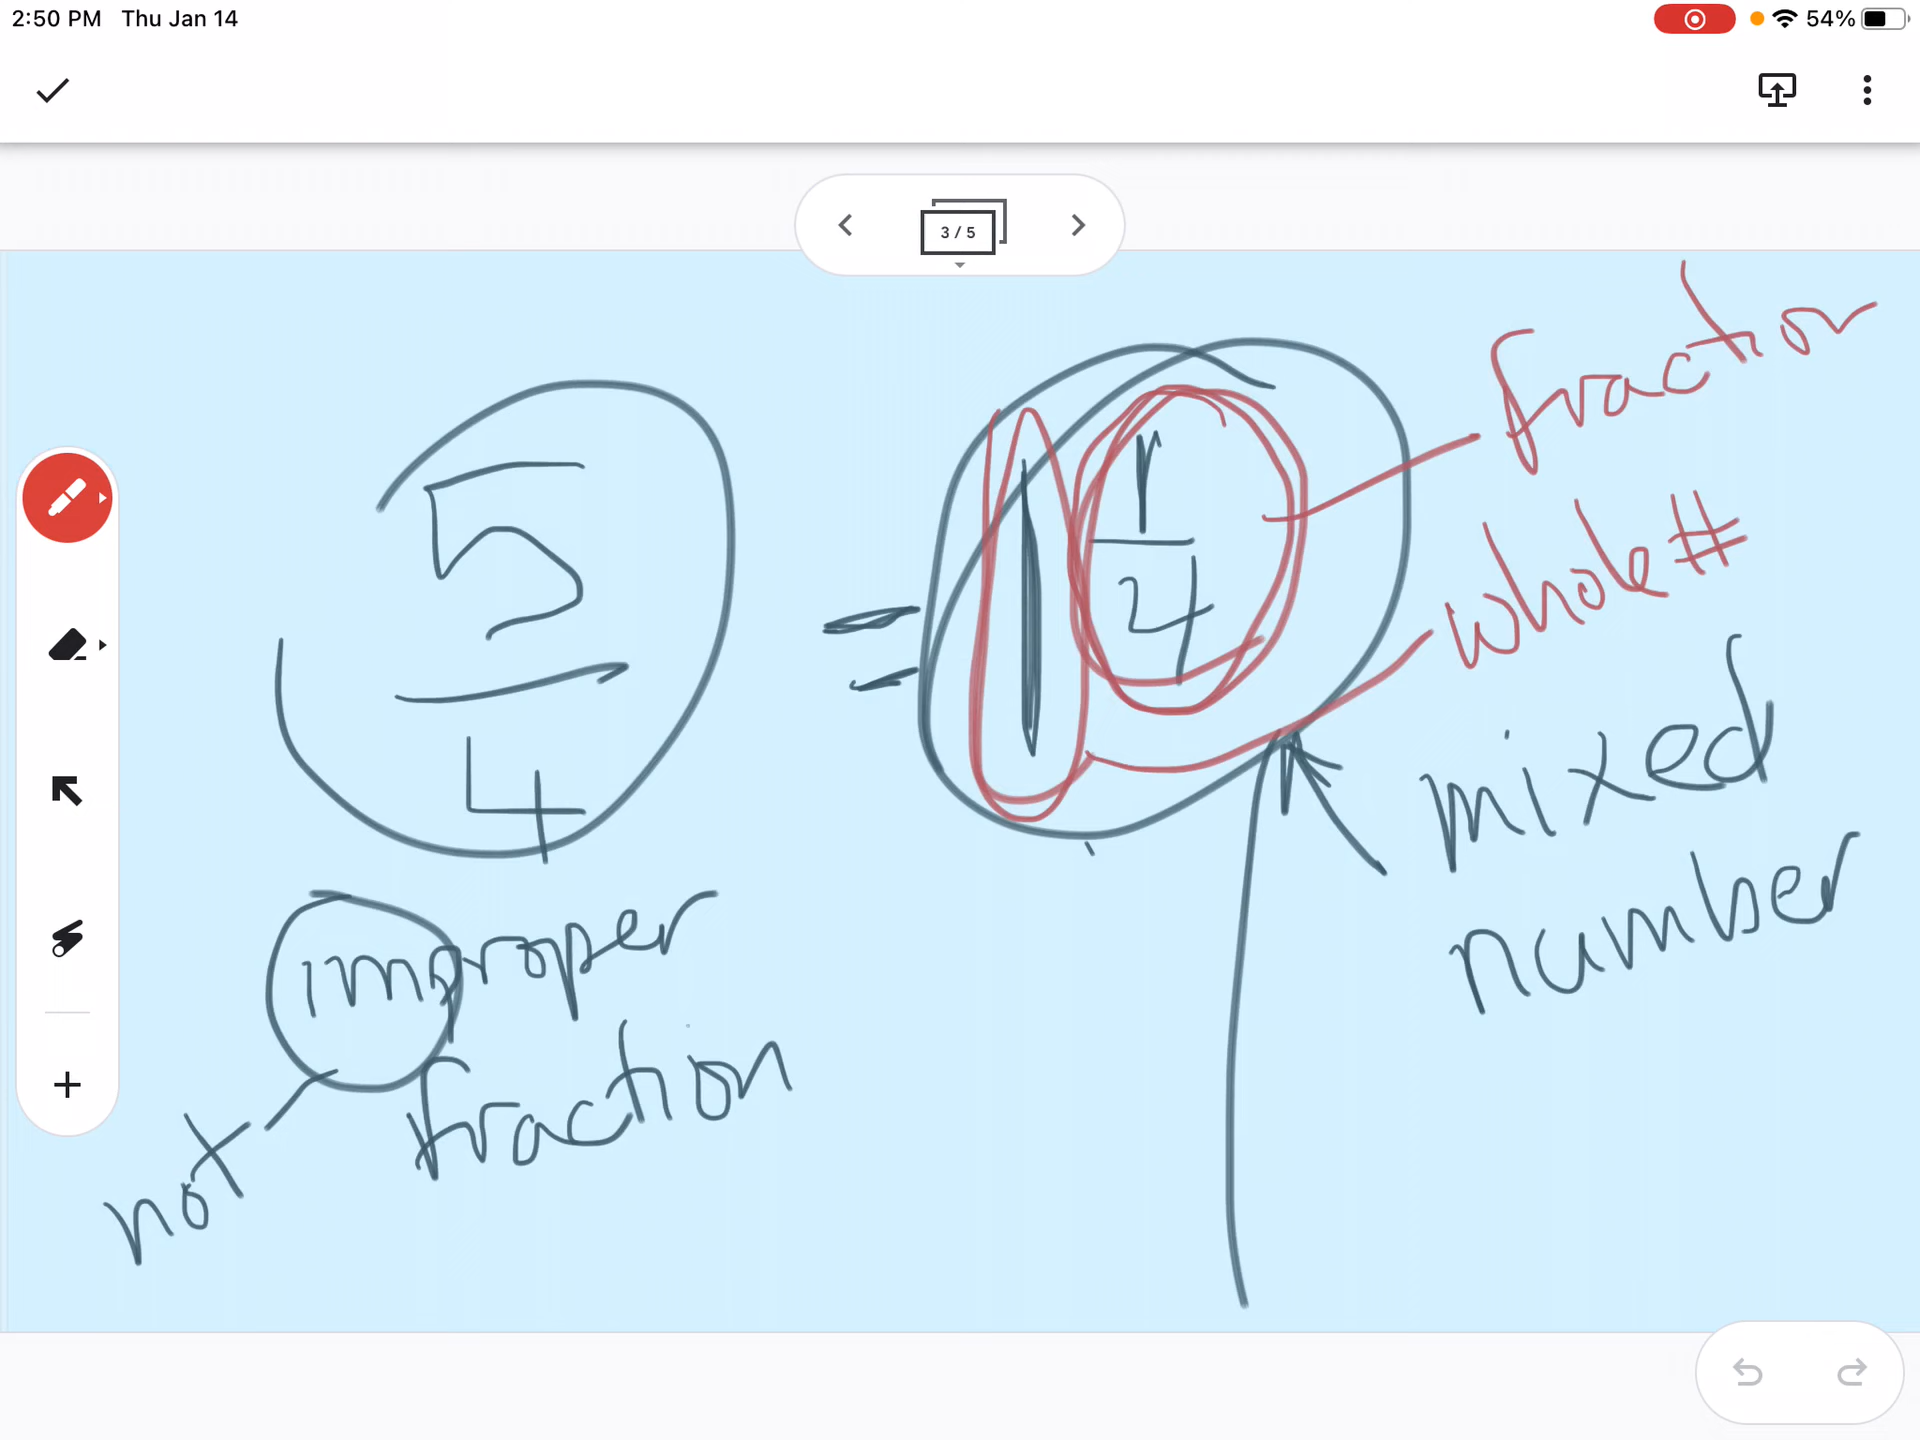 2:50 PM Thu Jan 14
54%
3 / 5
5
4
=
1 1
4
fraction
whole #
mixed
number
improper
fraction
not